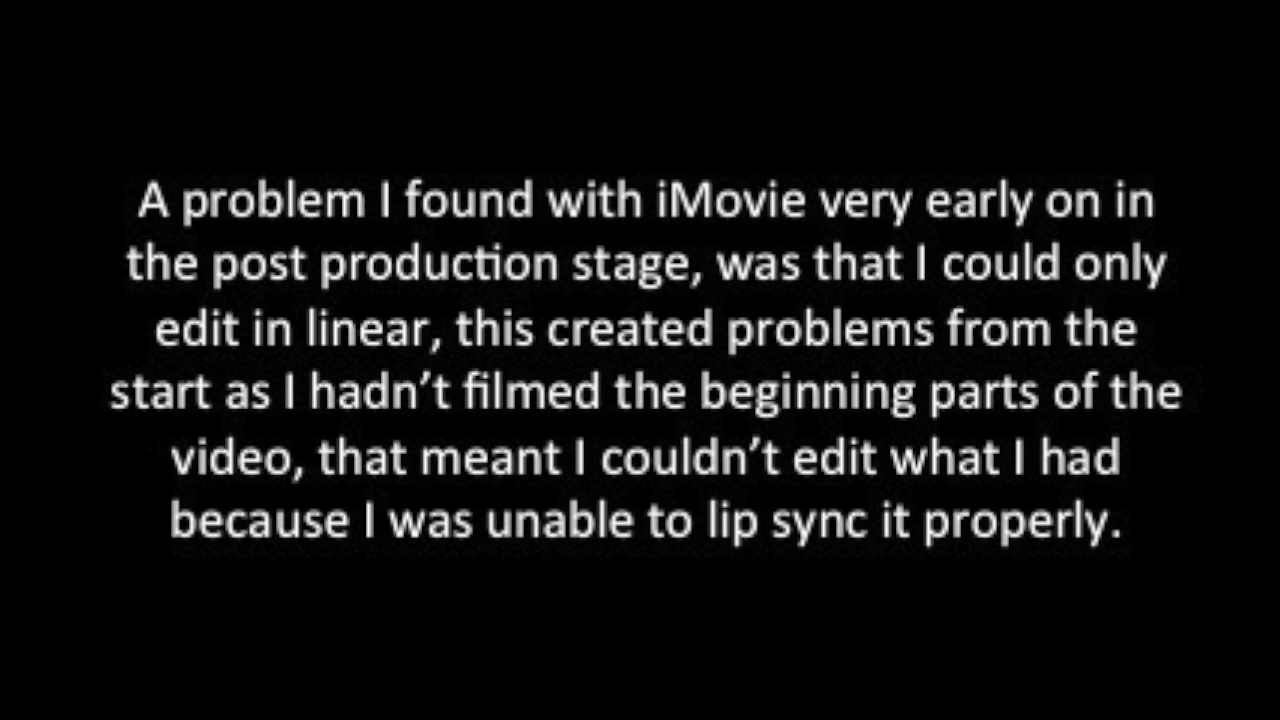 A problem I found with iMovie very early on in
the post production stage, was that I could only
edit in linear, this created problems from the
start as I hadn’t filmed the beginning parts of the
video, that meant I couldn’t edit what I had
because I was unable to lip sync it properly.